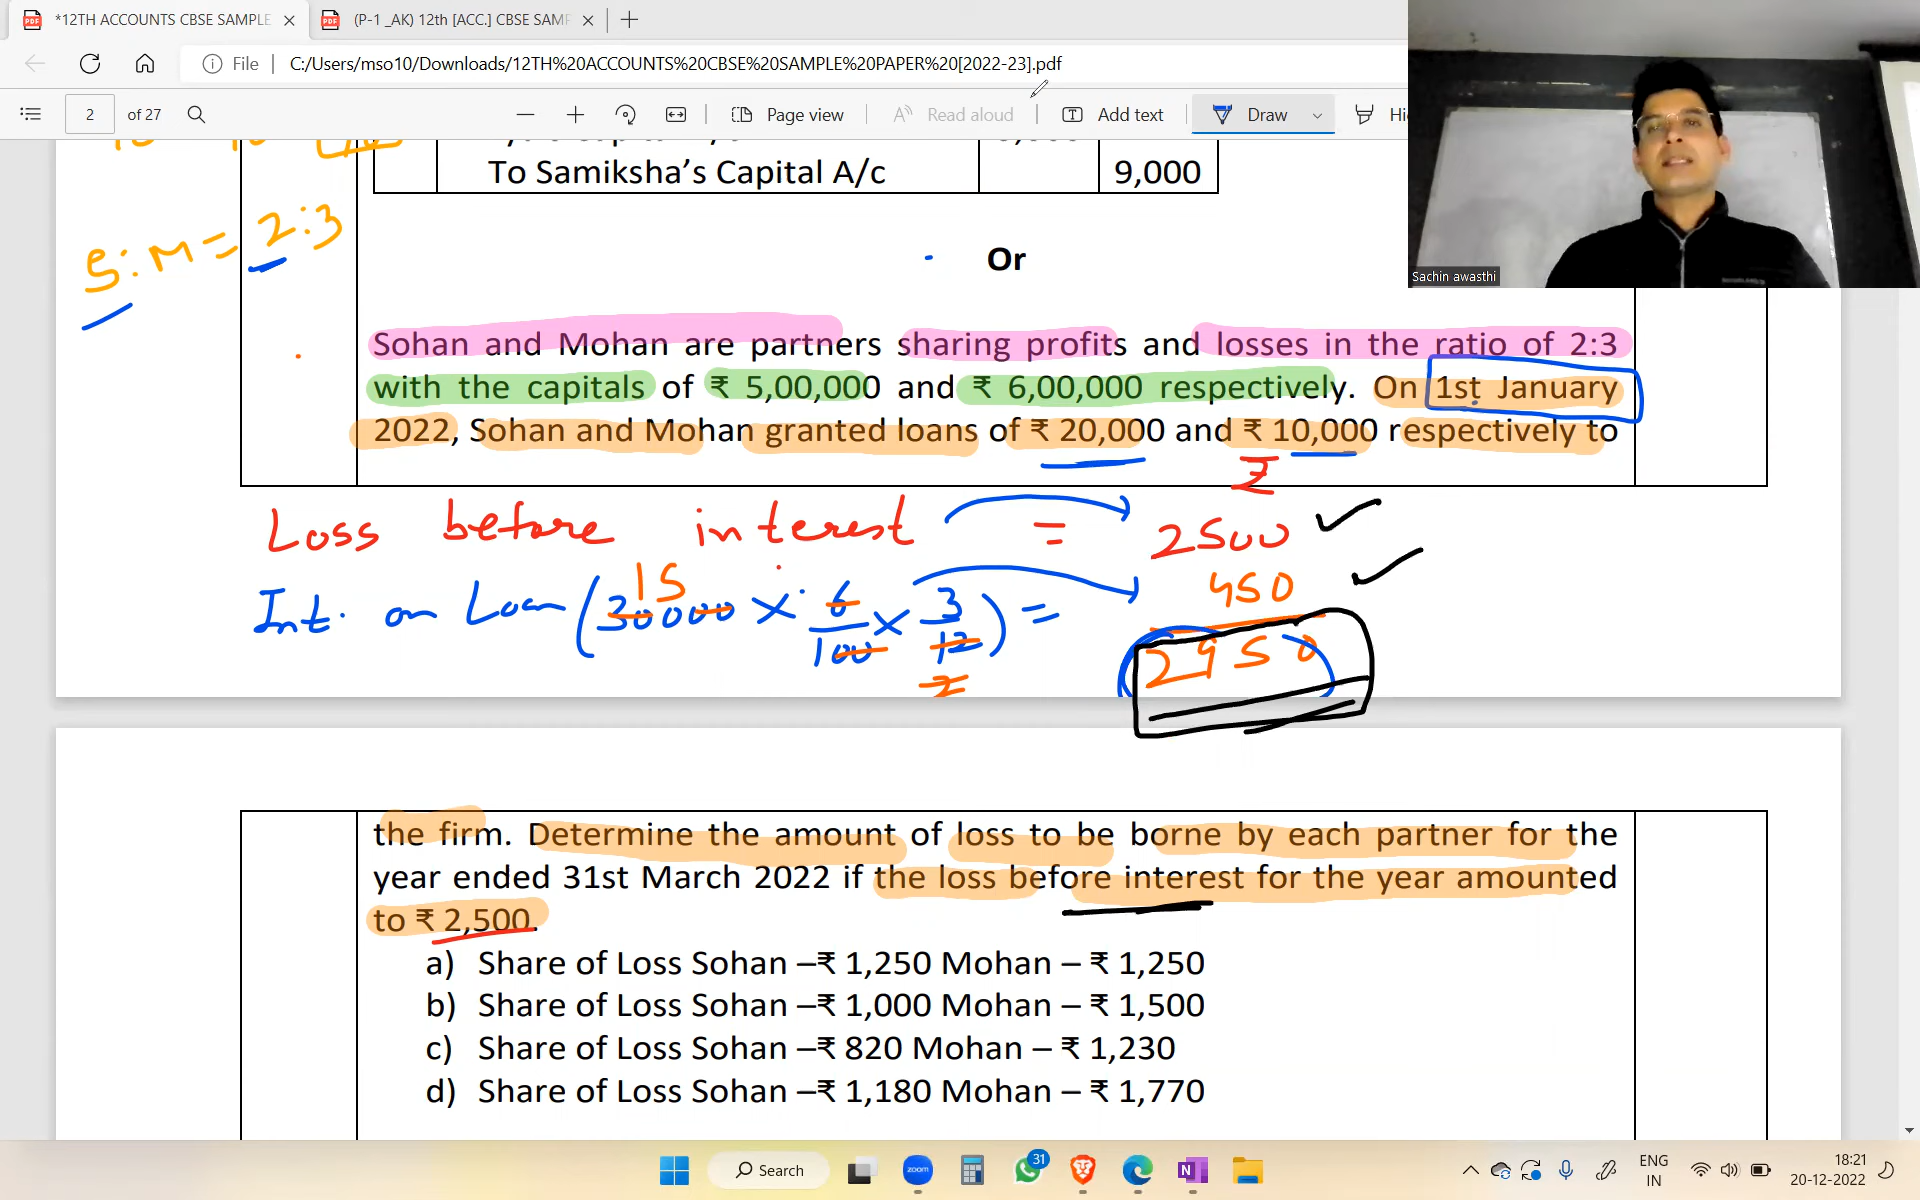 *12TH ACCOUNTS CBSE SAMPLE
(P-1 _AK) 12th [ACC.] CBSE SAMP
File
C:/Users/mso10/Downloads/12TH%20ACCOUNTS%20CBSE%20SAMPLE%20PAPER%20[2022-23].pdf
2 of 27
Page view
Read aloud
Add text
Draw
Hi
To Samiksha's Capital A/c 9,000
Sachin awasthi
S:M = 2:3
Or
Sohan and Mohan are partners sharing profits and losses in the ratio of 2:3
with the capitals of ₹ 5,00,000 and ₹ 6,00,000 respectively. On 1st January
2022, Sohan and Mohan granted loans of ₹ 20,000 and ₹ 10,000 respectively to
₹
Loss before interest = 2500
15 450
Int. on Loan (30000 × 6/100 × 3/12) =
2 2950
the firm. Determine the amount of loss to be borne by each partner for the
year ended 31st March 2022 if the loss before interest for the year amounted
to ₹ 2,500.
a) Share of Loss Sohan –₹ 1,250 Mohan – ₹ 1,250
b) Share of Loss Sohan –₹ 1,000 Mohan – ₹ 1,500
c) Share of Loss Sohan –₹ 820 Mohan – ₹ 1,230
d) Share of Loss Sohan –₹ 1,180 Mohan – ₹ 1,770
Search
zoom
31
N
ENG
IN
18:21
20-12-2022